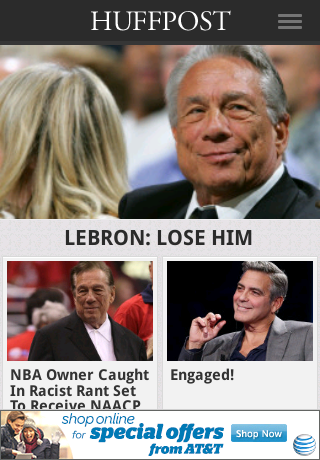 HUFFPOST
LEBRON: LOSE HIM
NBA Owner Caught
In Racist Rant Set
To Receive NAACP
Engaged!
shop online
for special offers
from AT&T
Shop Now
AT&T